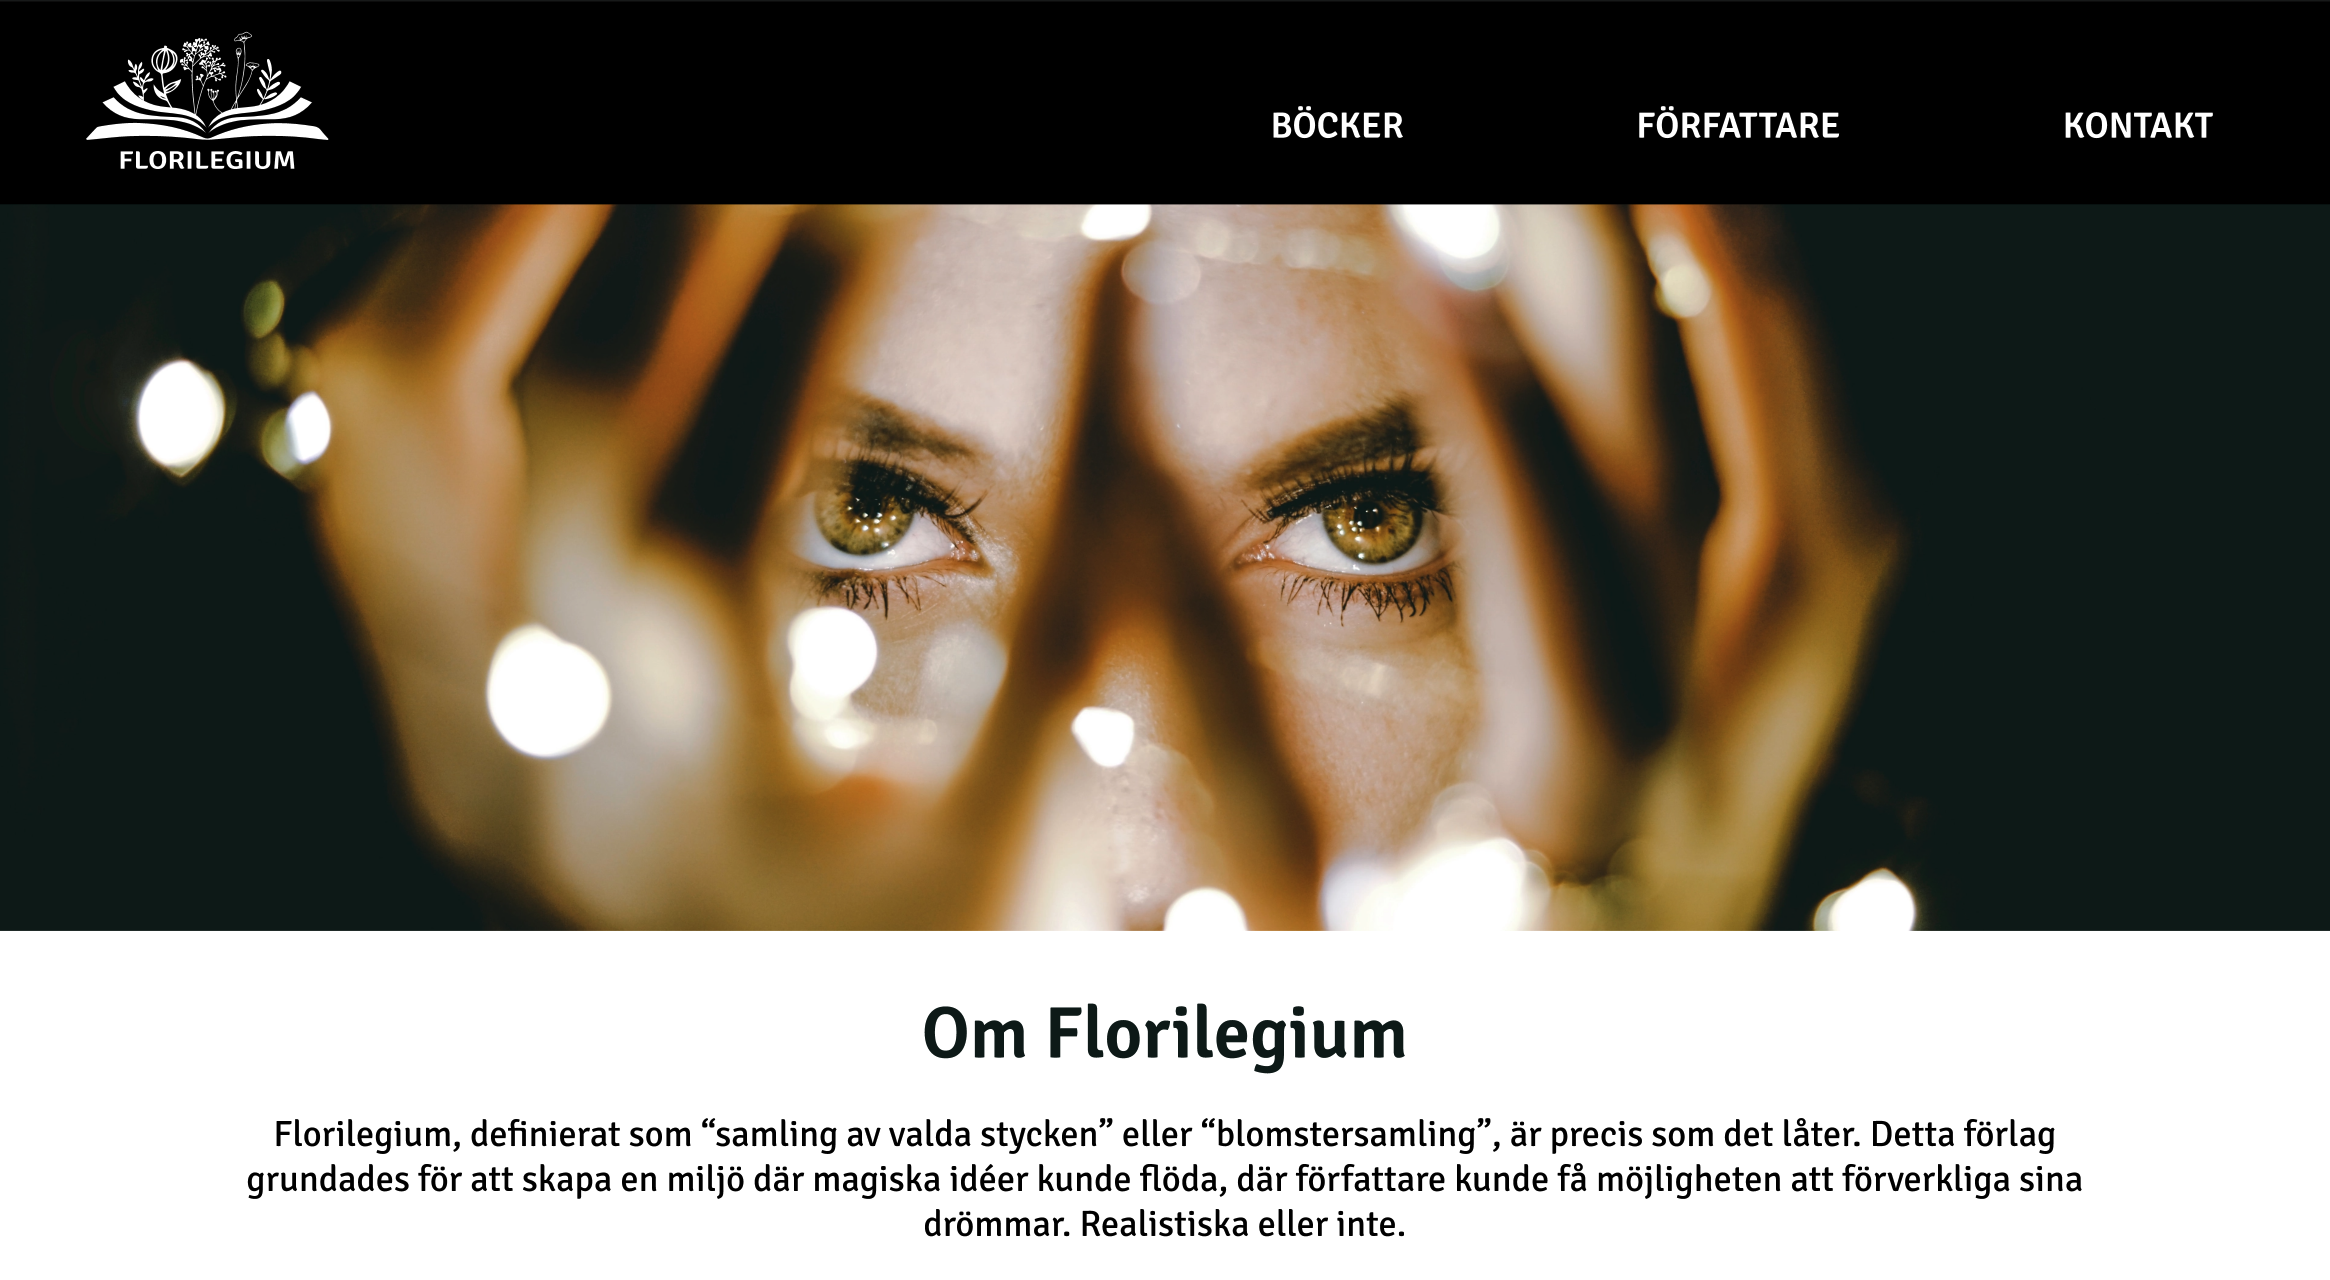 FLORILEGIUM
BÖCKER
FÖRFATTARE
KONTAKT
Om Florilegium
Florilegium, definierat som “samling av valda stycken” eller “blomstersamling”, är precis som det låter. Detta förlag
grundades för att skapa en miljö där magiska idéer kunde flöda, där författare kunde få möjligheten att förverkliga sina
drömmar. Realistiska eller inte.